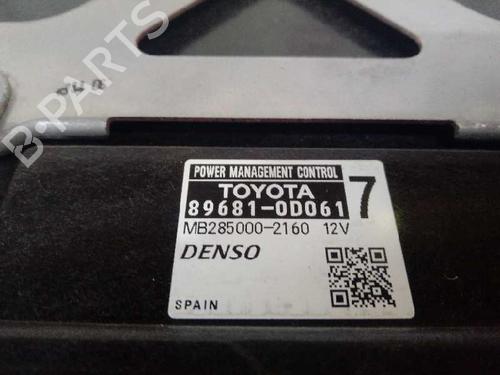 B-PARTS
POWER MANAGEMENT CONTROL
TOYOTA 7
89681-0D061
MB285000-2160 12V
DENSO
SPAIN